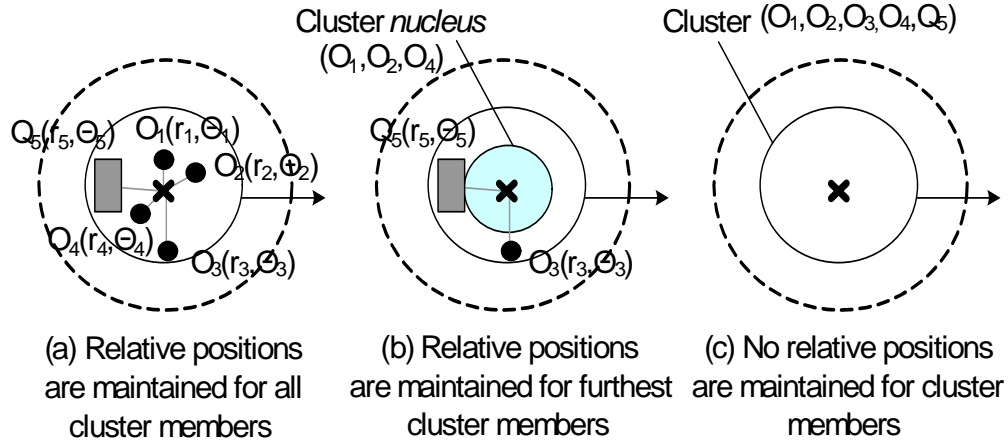 Cluster nucleus
(O1,O2,O4)
Cluster (O1,O2,O3,O4,Q5)
Q5(r5,Θ5)
O1(r1,Θ1)
O2(r2,Θ2)
Q4(r4,Θ4)
O3(r3,Θ3)
Q5(r5,Θ5)
O3(r3,Θ3)
(a) Relative positions
are maintained for all
cluster members
(b) Relative positions
are maintained for furthest
cluster members
(c) No relative positions
are maintained for cluster
members